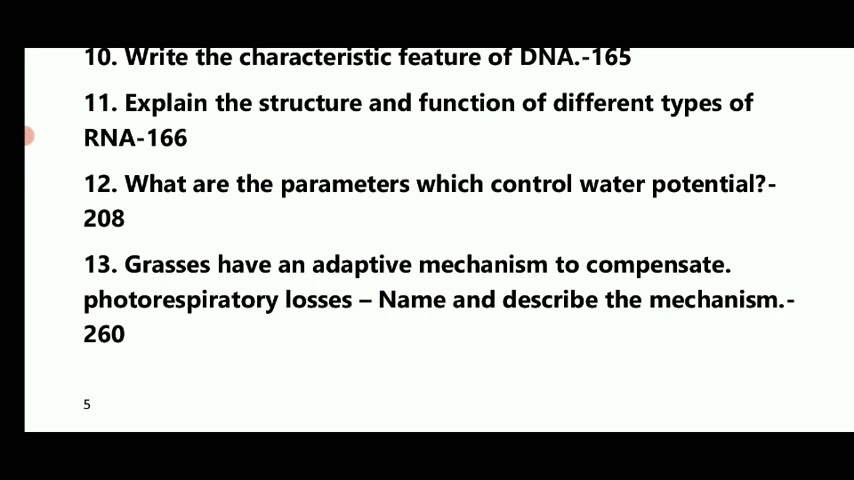 10. Write the characteristic feature of DNA.-165
11. Explain the structure and function of different types of
RNA-166
12. What are the parameters which control water potential?-
208
13. Grasses have an adaptive mechanism to compensate.
photorespiratory losses – Name and describe the mechanism.-
260
5